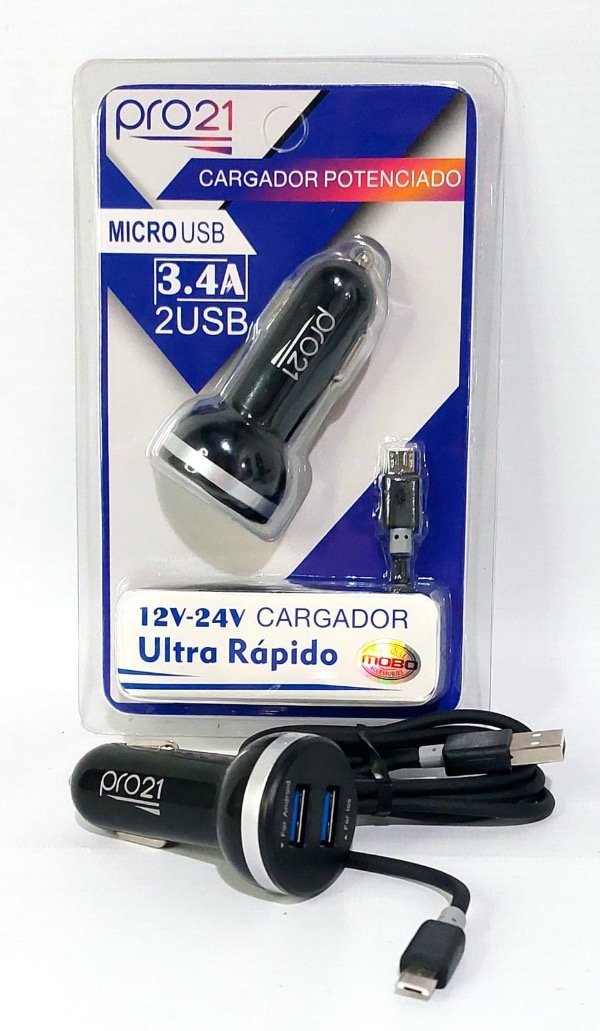 pro21
CARGADOR POTENCIADO
MICRO USB
3.4A
2USB
pro21
12V-24V CARGADOR
Ultra Rápido
MOBO
pro21
For Android
For Ios